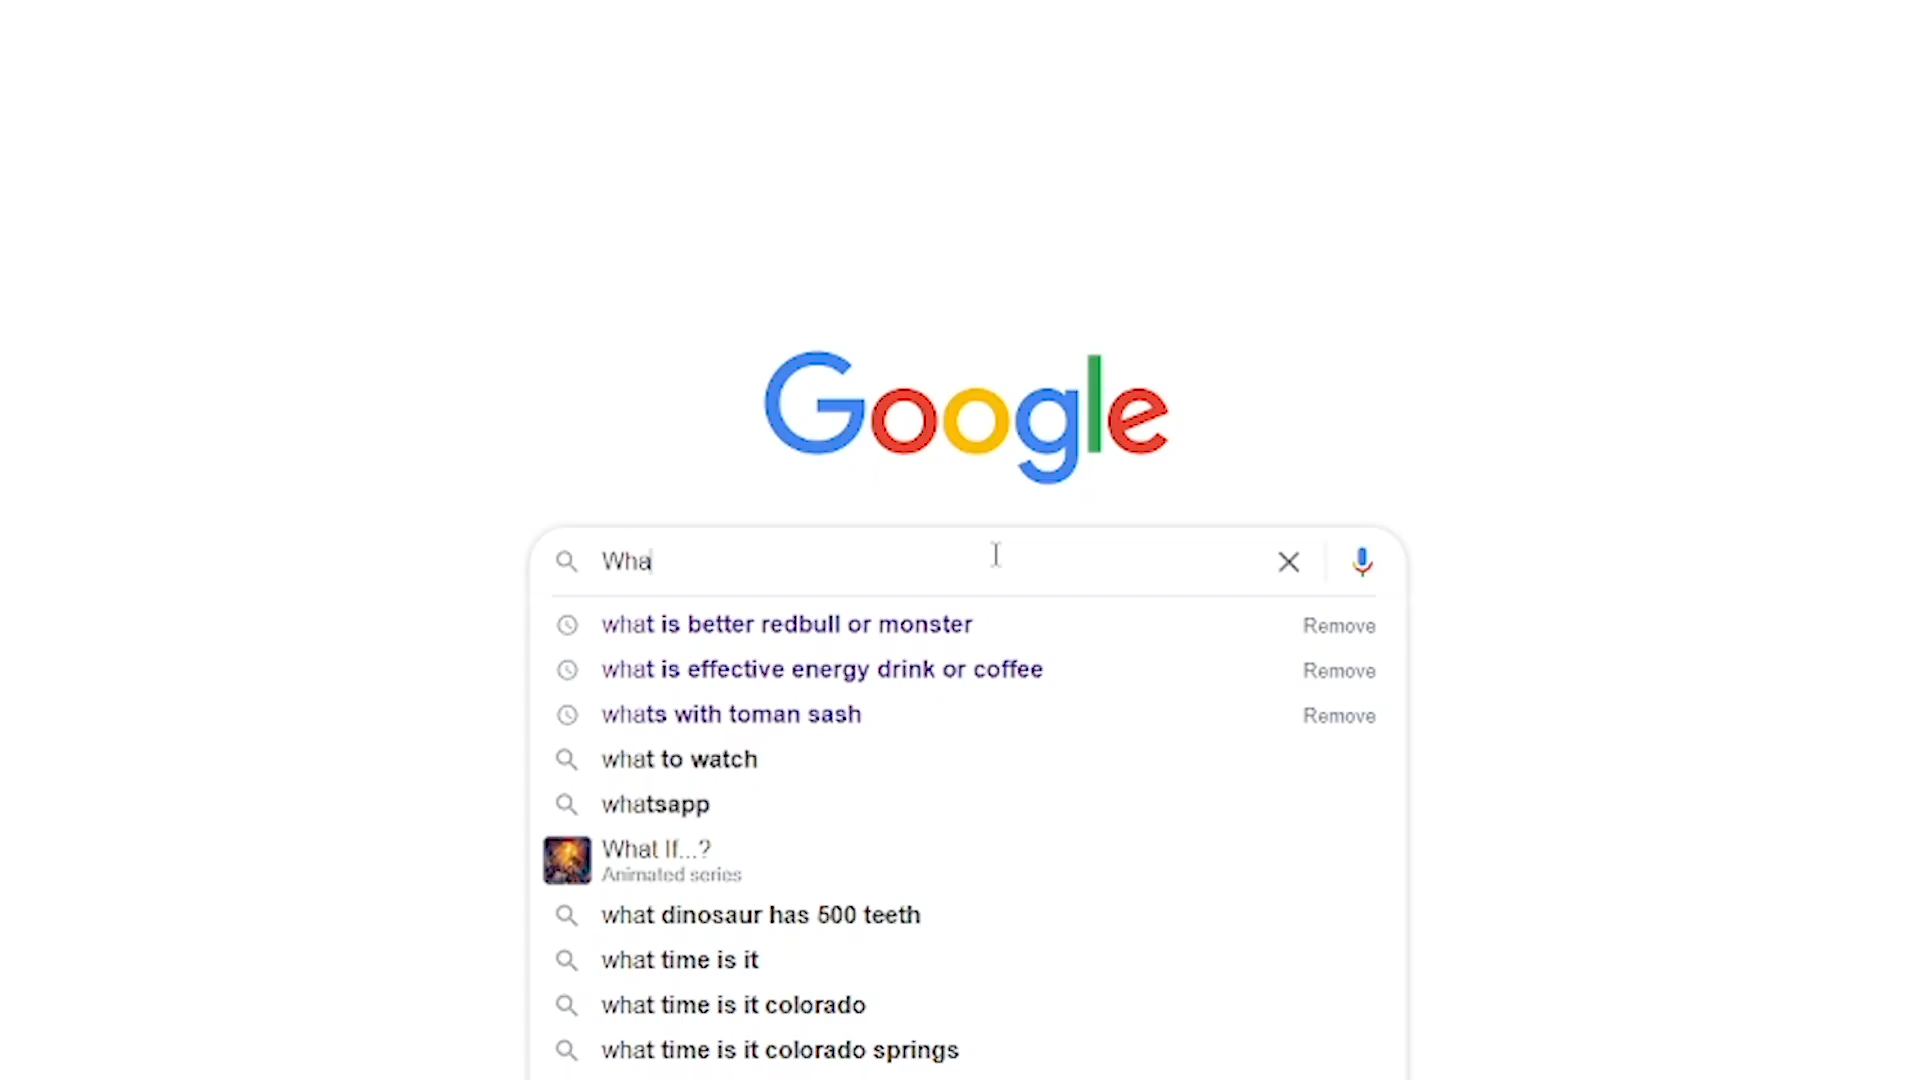 Google
Wha
what is better redbull or monster
Remove
what is effective energy drink or coffee
Remove
whats with toman sash
Remove
what to watch
whatsapp
What If...?
Animated series
what dinosaur has 500 teeth
what time is it
what time is it colorado
what time is it colorado springs